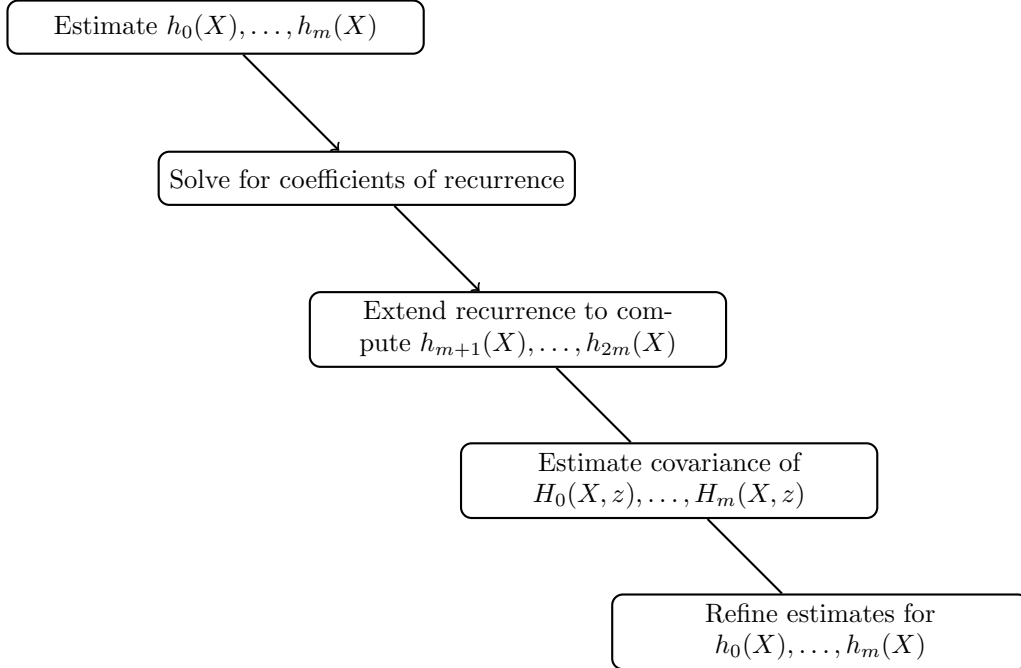 Estimate h_0(X), . . . , h_m(X)
Solve for coefficients of recurrence
Extend recurrence to com-
pute h_{m+1}(X), . . . , h_{2m}(X)
Estimate covariance of
H_0(X, z), . . . , H_m(X, z)
Refine estimates for
h_0(X), . . . , h_m(X)